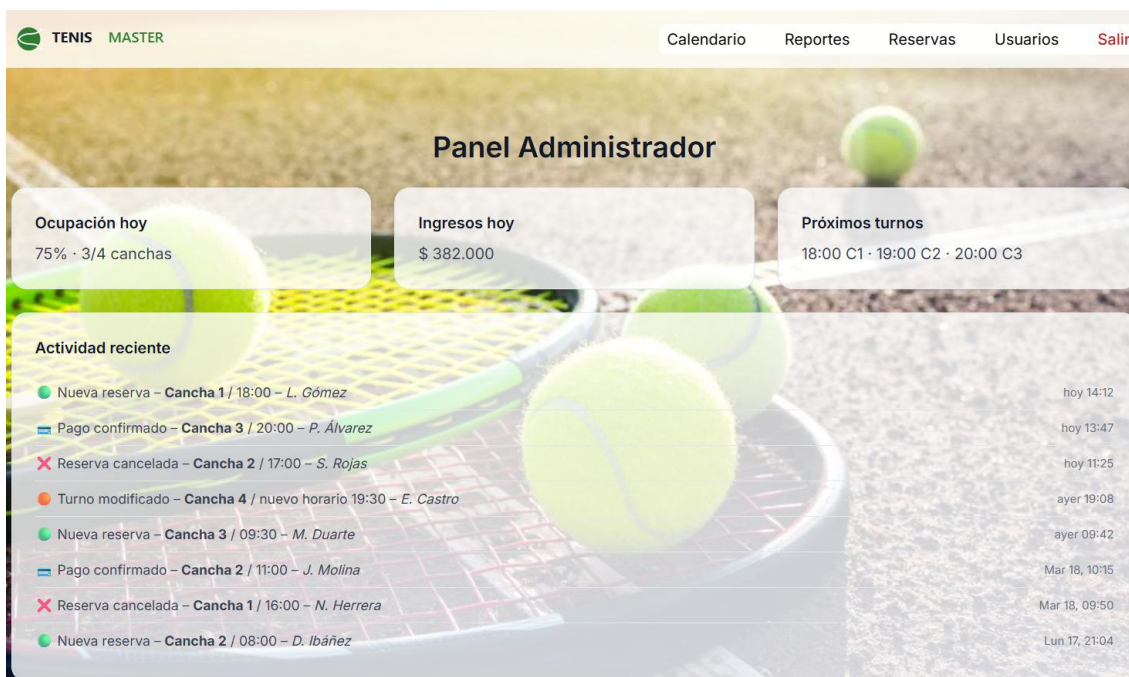 TENIS MASTER
Calendario Reportes Reservas Usuarios Salir
Panel Administrador
Ocupación hoy
75% · 3/4 canchas
Ingresos hoy
$ 382.000
Próximos turnos
18:00 C1 · 19:00 C2 · 20:00 C3
Actividad reciente
Nueva reserva – Cancha 1 / 18:00 – L. Gómez hoy 14:12
Pago confirmado – Cancha 3 / 20:00 – P. Álvarez hoy 13:47
Reserva cancelada – Cancha 2 / 17:00 – S. Rojas hoy 11:25
Turno modificado – Cancha 4 / nuevo horario 19:30 – E. Castro ayer 19:08
Nueva reserva – Cancha 3 / 09:30 – M. Duarte ayer 09:42
Pago confirmado – Cancha 2 / 11:00 – J. Molina Mar 18, 10:15
Reserva cancelada – Cancha 1 / 16:00 – N. Herrera Mar 18, 09:50
Nueva reserva – Cancha 2 / 08:00 – D. Ibáñez Lun 17, 21:04